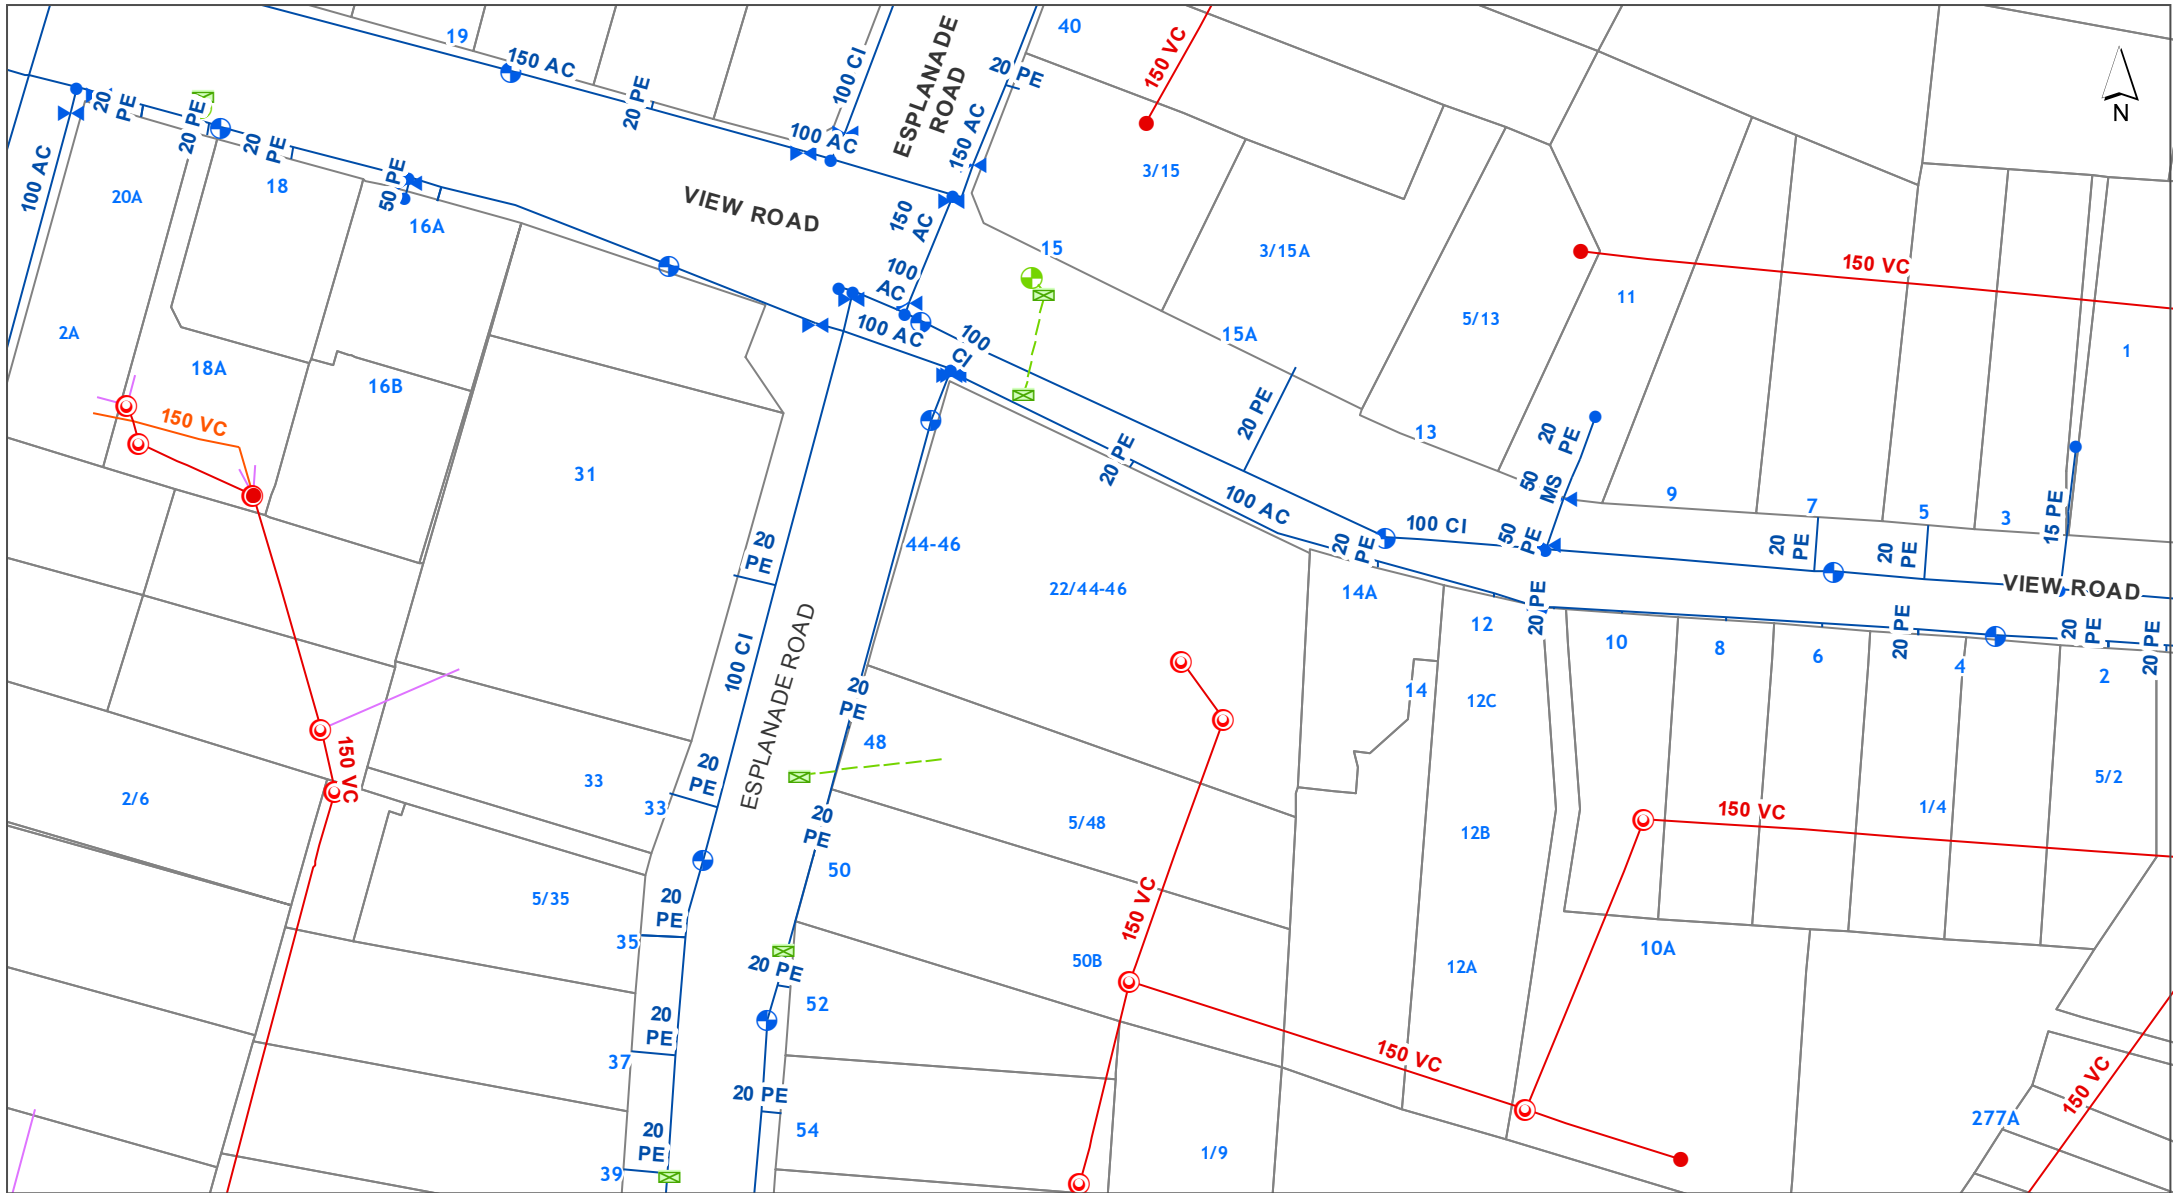 19
150 AC
20 PE
100 CI
ESPLANADE
ROAD
20 PE
40
150 VC
N
20
PE
20 PE
20
PE
100 AC
50 PE
20A
18
16A
100 AC
150 AC
VIEW ROAD
150
AC
3/15
15
3/15A
150 VC
11
5/13
15A
1
2A
18A
16B
150 VC
100
AC
100 AC
100
CI
20 PE
20 PE
13
20
PE
50
MS
9
7
5
3
15 PE
31
100 AC
100 CI
50
PE
20
PE
20
PE
20
PE
VIEW ROAD
20
PE
44-46
22/44-46
14A
12
20 PE
10
8
6
20 PE
4
20
PE
20 PE
2
100 CI
ESPLANADE ROAD
20
PE
48
14
12C
150 VC
20
PE
33
33
2/6
20
PE
5/48
12B
150 VC
1/4
5/2
50
5/35
20
PE
35
150 VC
50B
12A
10A
20 PE
52
20
PE
37
150 VC
20 PE
54
20
PE
39
1/9
277A
150 VC